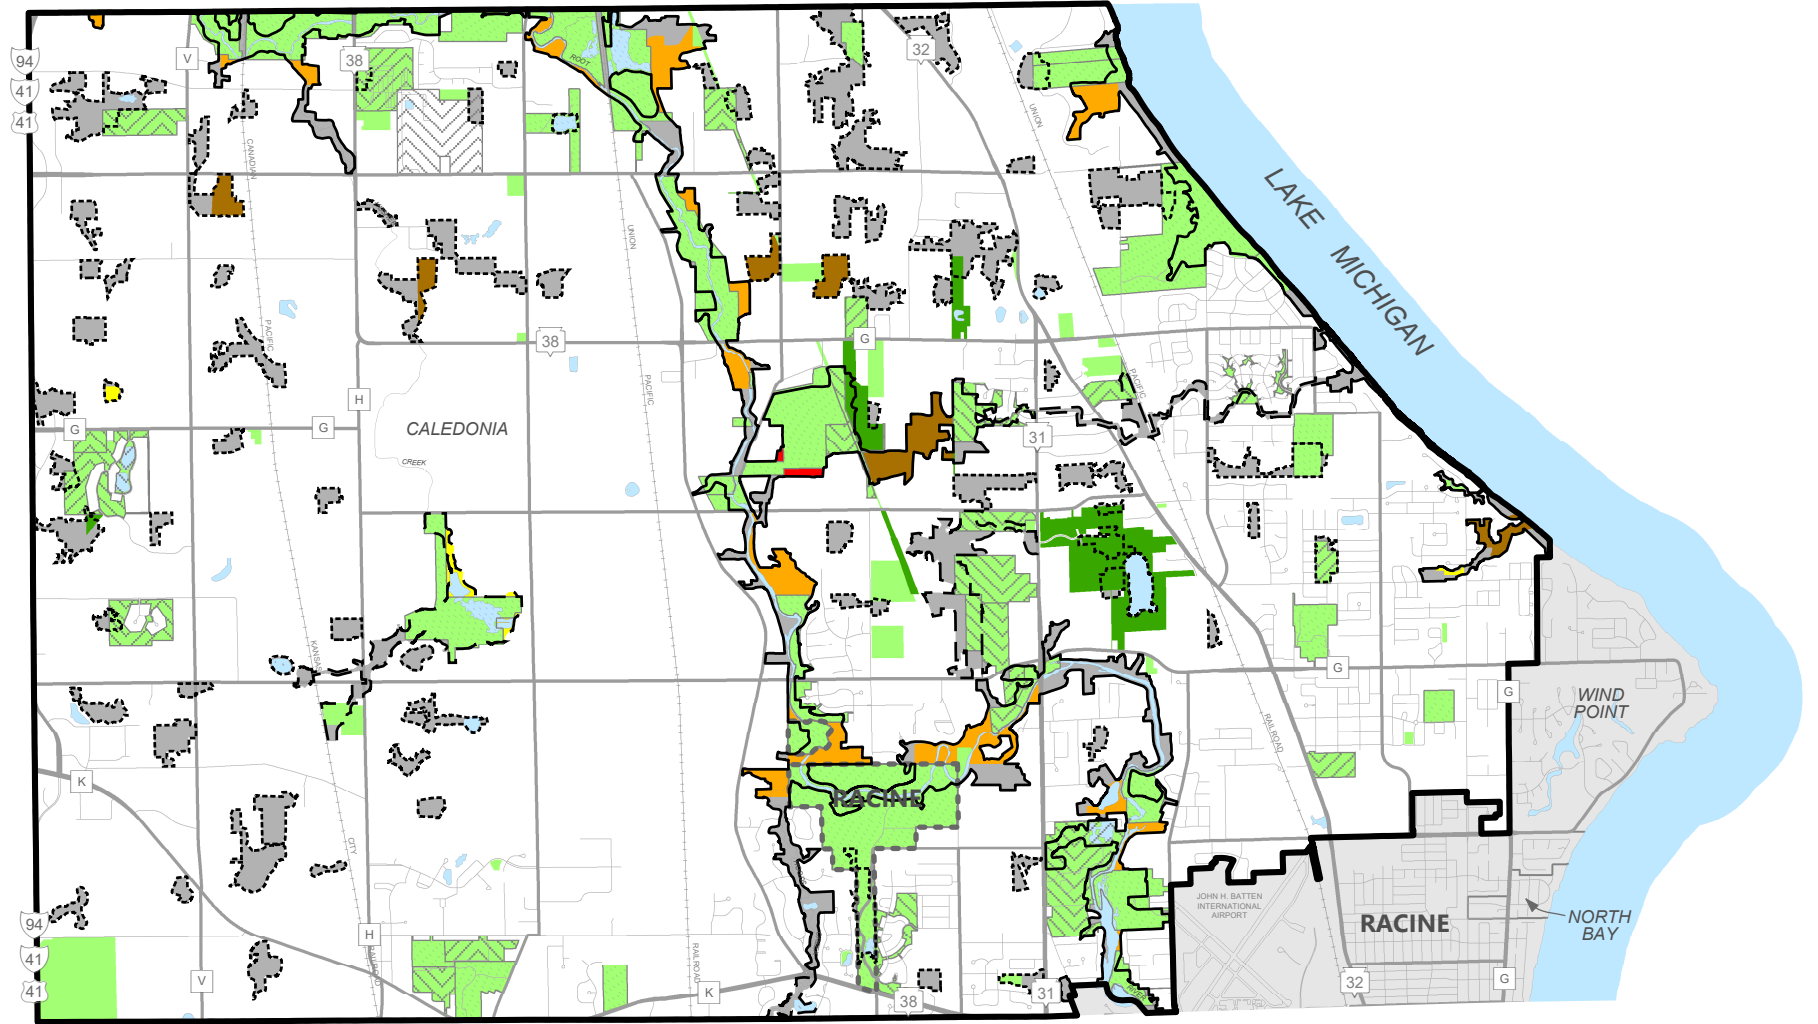 94
41
41
V
38
32
ROOT
UNION
CANADIAN
UNION
LAKE
MICHIGAN
PACIFIC
38
G
PACIFIC
PACIFIC
H
G
G
CALEDONIA
31
CREEK
KANSAS
G
G
WIND
POINT
RAILROAD
K
RACINE
CITY
JOHN H. BATTEN
INTERNATIONAL
AIRPORT
RACINE
NORTH
BAY
94
41
41
H
V
RAILROAD
RAILROAD
K
38
31
RIVER
32
G